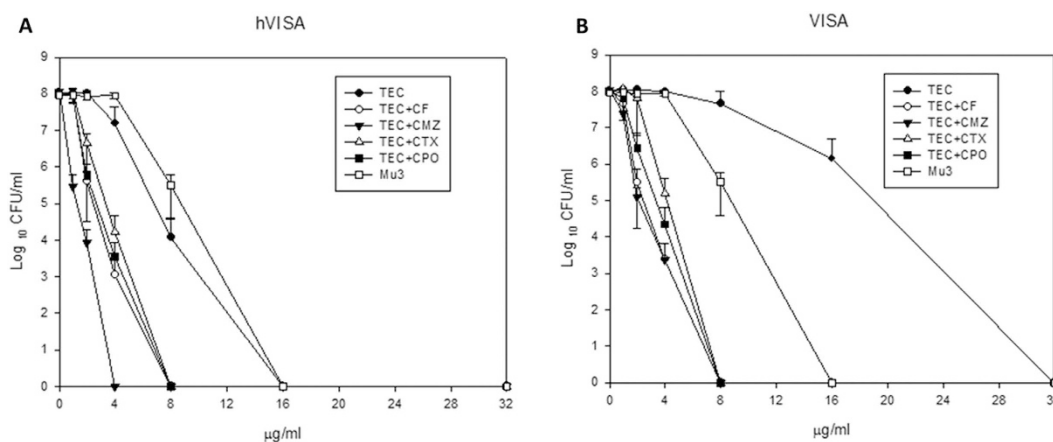 A
hVISA
9
8
7
6
5
4
3
2
1
0
Log 10 CFU/ml
0 4 8 12 16 20 24 28 32
µg/ml
TEC
TEC+CF
TEC+CMZ
TEC+CTX
TEC+CPO
Mu3
B
VISA
9
8
7
6
5
4
3
2
1
0
Log 10 CFU/ml
0 4 8 12 16 20 24 28
µg/ml
TEC
TEC+CF
TEC+CMZ
TEC+CTX
TEC+CPO
Mu3